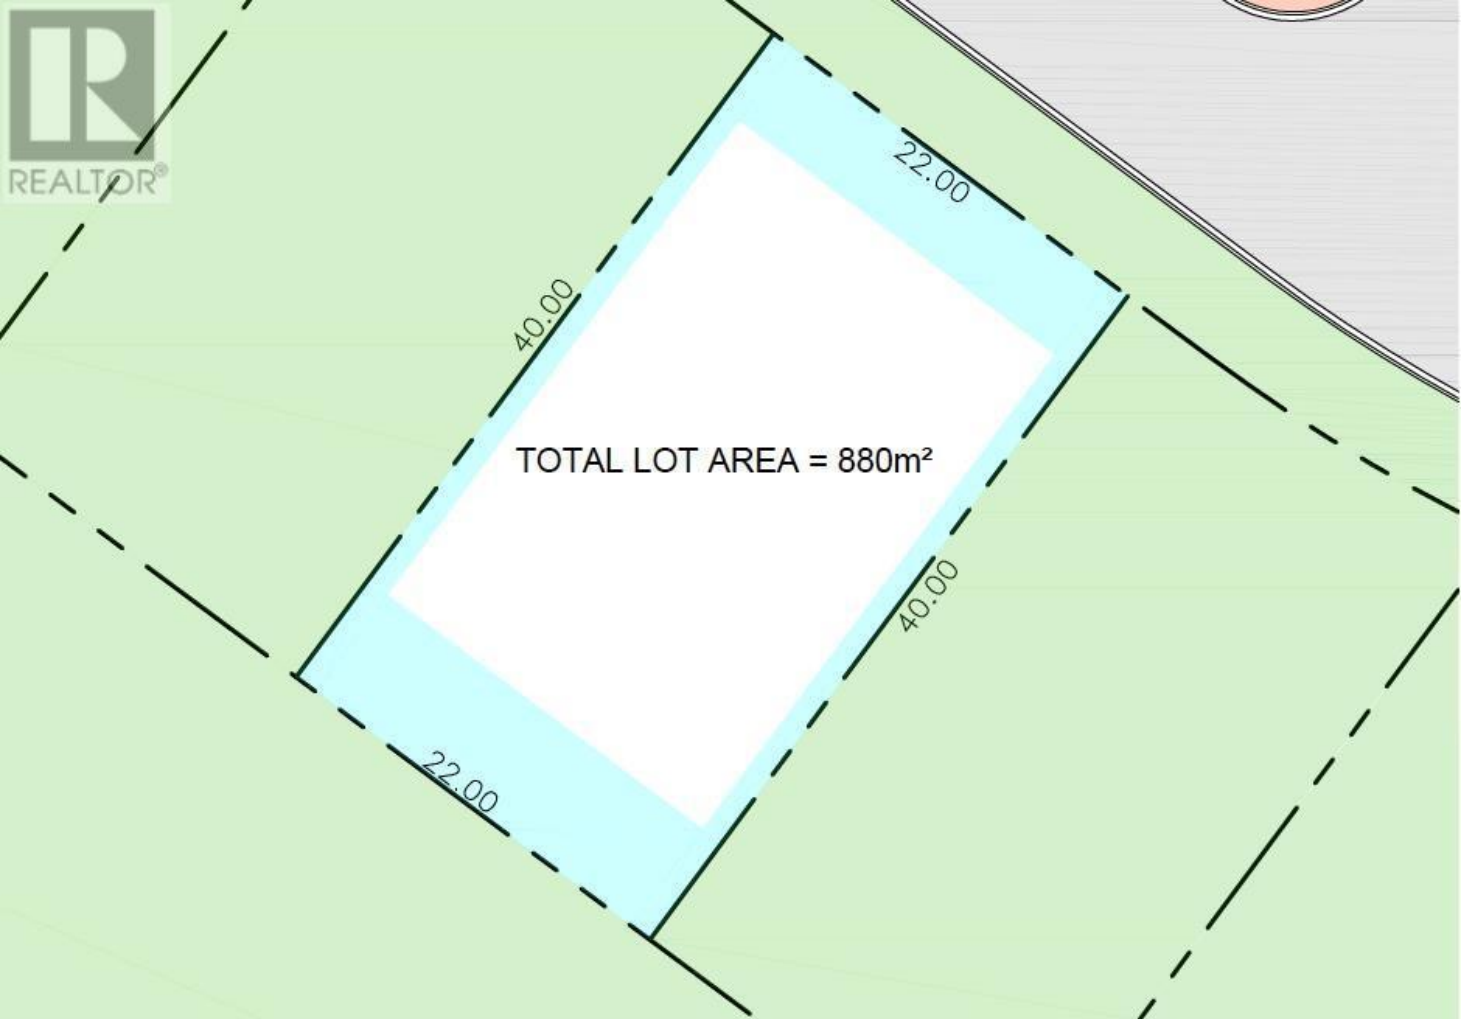 REALTOR®
22.00
40.00
TOTAL LOT AREA = 880m²
40.00
22.00